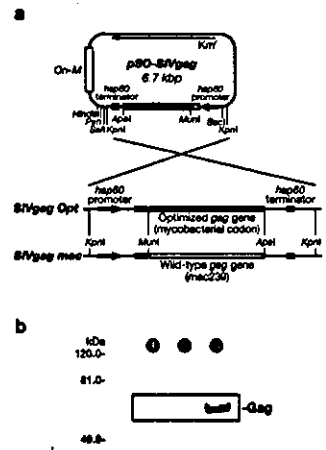 a
Kmr
Ori-M
pSO-SIVgag
6.7 kbp
hsp60
terminator
hsp60
promoter
HindIII
Pst
SalI
KpnI
ApaI
MunI
Sac
KpnI
hsp60
promoter
hsp60
terminator
SIVgag Opt
KpnI
MunI
Optimized gag gene
(mycobacterial codon)
ApaI
KpnI
SIVgag mac
Wild-type gag gene
(mac239)
b
kDa
120.0-
81.0-
-Gag
49.9-